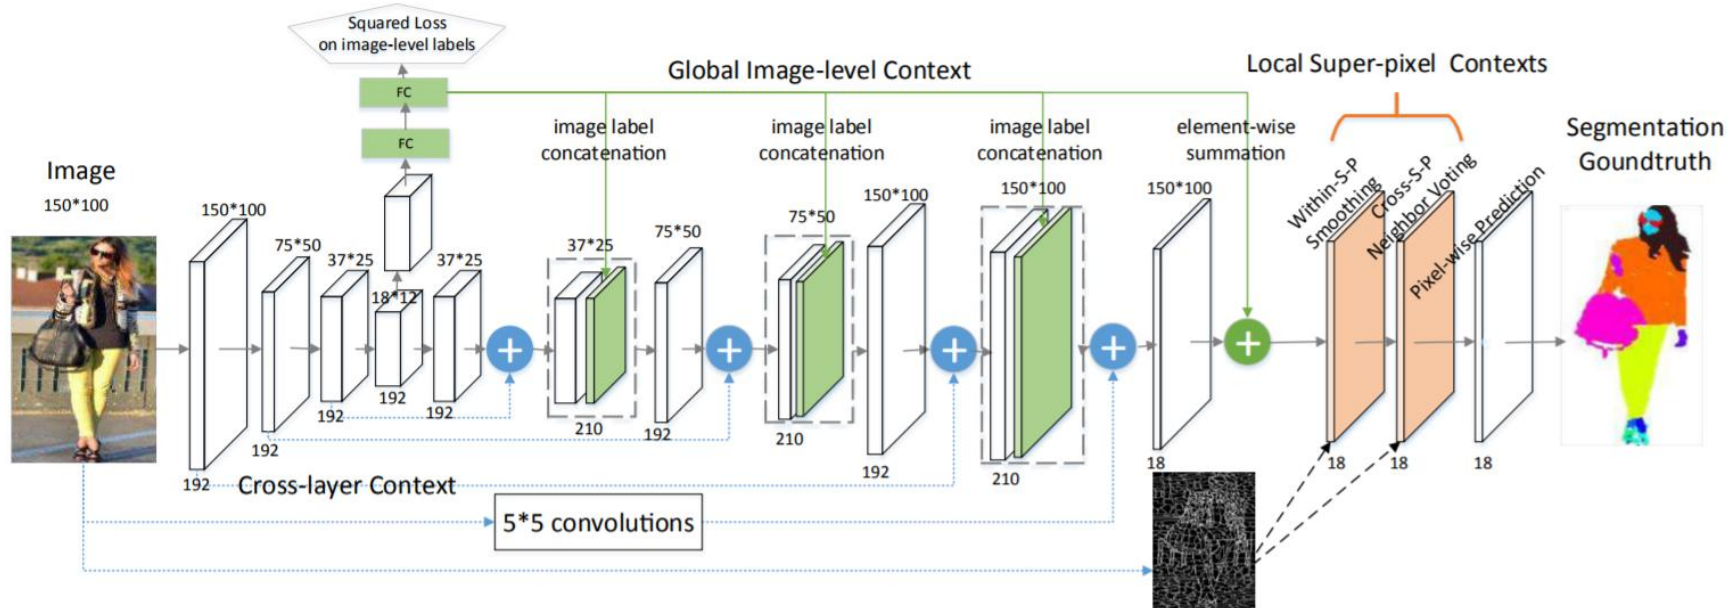 Squared Loss
on image-level labels
FC
FC
Global Image-level Context
Local Super-pixel Contexts
image label
concatenation
image label
concatenation
image label
concatenation
element-wise
summation
Segmentation
Goundtruth
Image
150*100
150*100
75*50
37*25
18*12
37*25
37*25
75*50
75*50
150*100
150*100
150*100
Within-S-P
Smoothing
Cross-S-P
Neighbor Voting
Pixel-wise Prediction
192
192
192
192
192
210
192
210
192
210
18
18
18
18
Cross-layer Context
5*5 convolutions